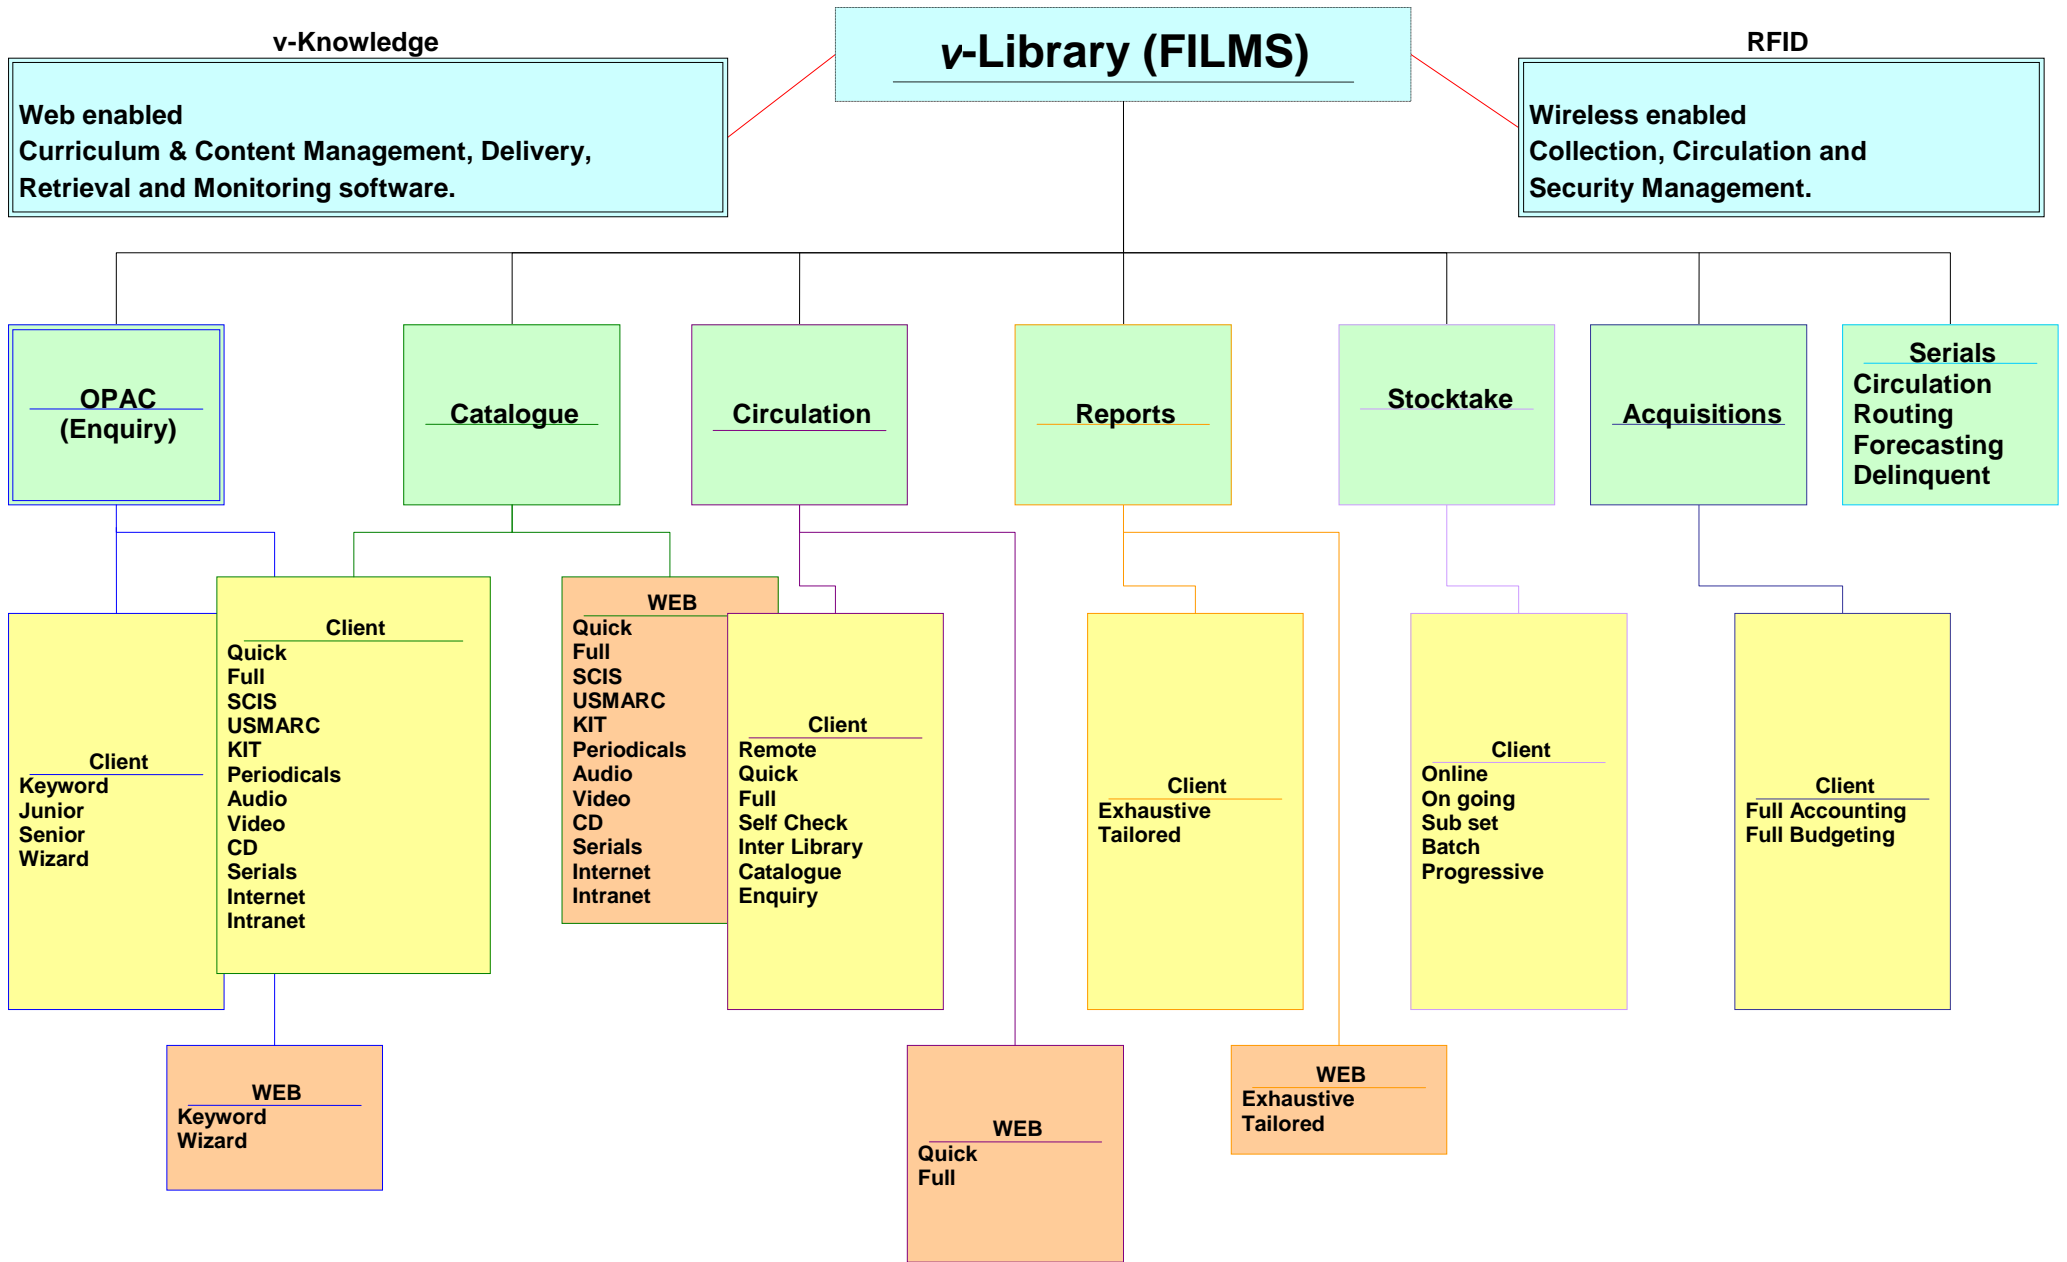 v-Knowledge
v-Library (FILMS)
RFID
Web enabled
Curriculum & Content Management, Delivery,
Retrieval and Monitoring software.
Wireless enabled
Collection, Circulation and
Security Management.
OPAC
(Enquiry)
Catalogue
Circulation
Reports
Stocktake
Acquisitions
Serials
Circulation
Routing
Forecasting
Delinquent
Client
Keyword
Junior
Senior
Wizard
Client
Quick
Full
SCIS
USMARC
KIT
Periodicals
Audio
Video
CD
Serials
Internet
Intranet
WEB
Quick
Full
SCIS
USMARC
KIT
Periodicals
Audio
Video
CD
Serials
Internet
Intranet
Client
Remote
Quick
Full
Self Check
Inter Library
Catalogue
Enquiry
Client
Exhaustive
Tailored
Client
Online
On going
Sub set
Batch
Progressive
Client
Full Accounting
Full Budgeting
WEB
Keyword
Wizard
WEB
Quick
Full
WEB
Exhaustive
Tailored